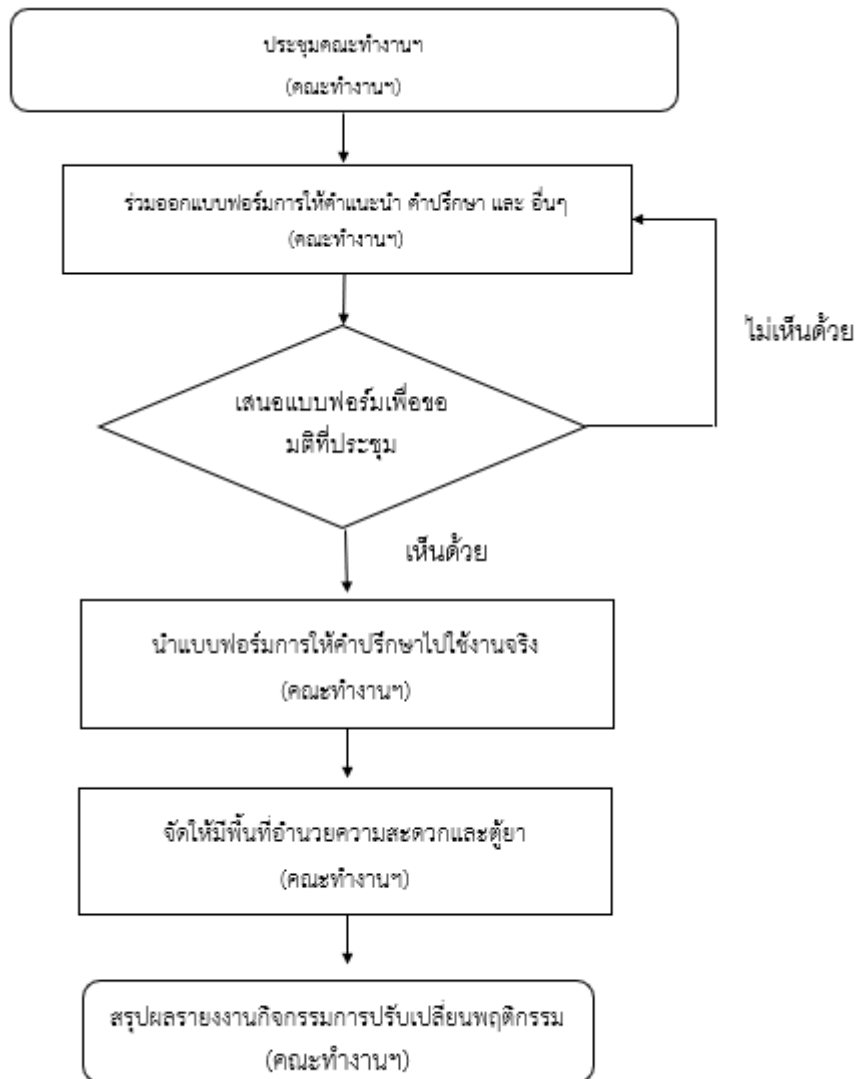 ประชุมคณะทำงานฯ
(คณะทำงานฯ)
ร่วมออกแบบฟอร์มการให้คำแนะนำ คำปรึกษา และ อื่นๆ
(คณะทำงานฯ)
ไม่เห็นด้วย
เสนอแบบฟอร์มเพื่อขอ
มติที่ประชุม
เห็นด้วย
นำแบบฟอร์มการให้คำปรึกษาไปใช้งานจริง
(คณะทำงานฯ)
จัดให้มีพื้นที่อำนวยความสะดวกและตู้ยา
(คณะทำงานฯ)
สรุปผลรายงงานกิจกรรมการปรับเปลี่ยนพฤติกรรม
(คณะทำงานฯ)